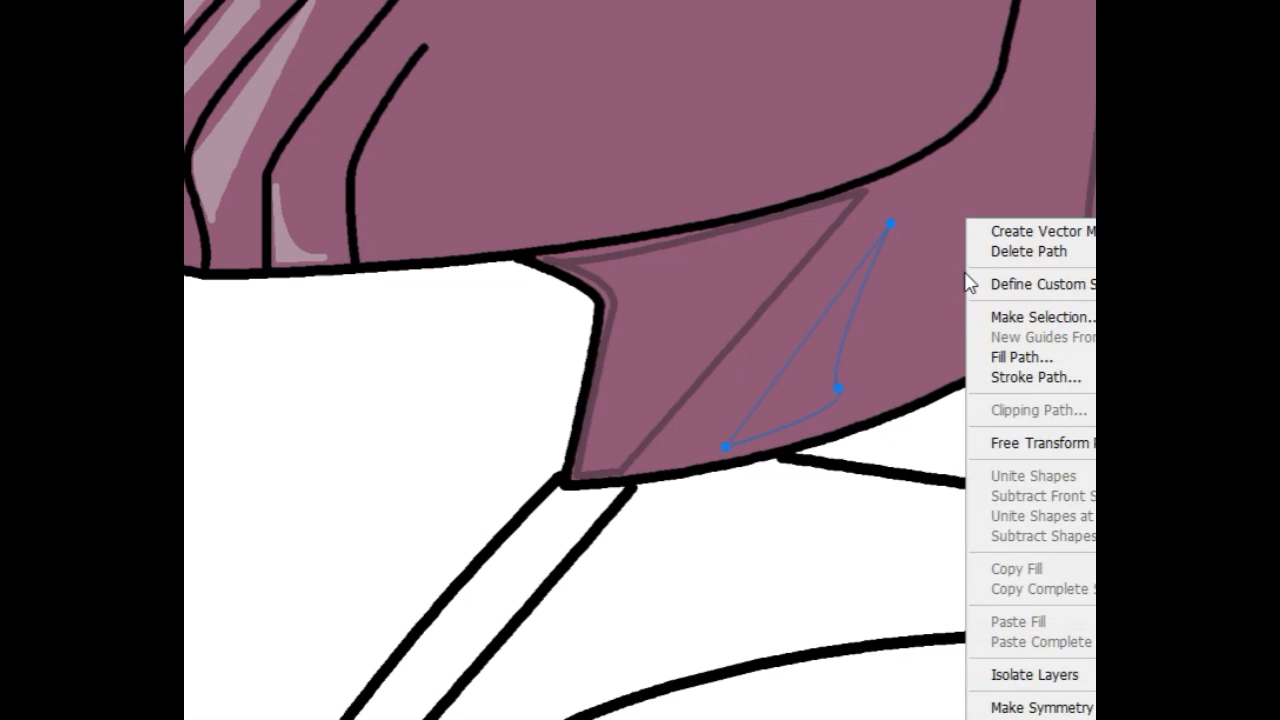 Create Vector M
Delete Path
Define Custom S
Make Selection..
New Guides Fro
Fill Path...
Stroke Path...
Clipping Path...
Free Transform
Unite Shapes
Subtract Front S
Unite Shapes at
Subtract Shapes
Copy Fill
Copy Complete
Paste Fill
Paste Complete
Isolate Layers
Make Symmetry